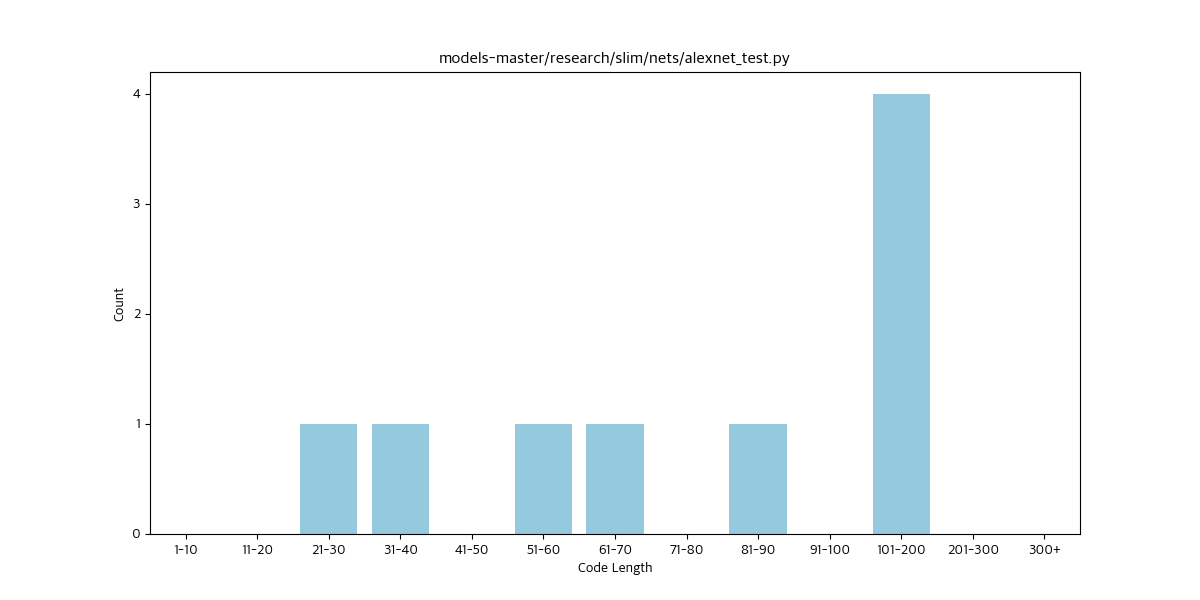 models-master/research/slim/nets/alexnet_test.py
Count
4
3
2
1
0
1-10 11-20 21-30 31-40 41-50 51-60 61-70 71-80 81-90 91-100 101-200 201-300 300+
Code Length